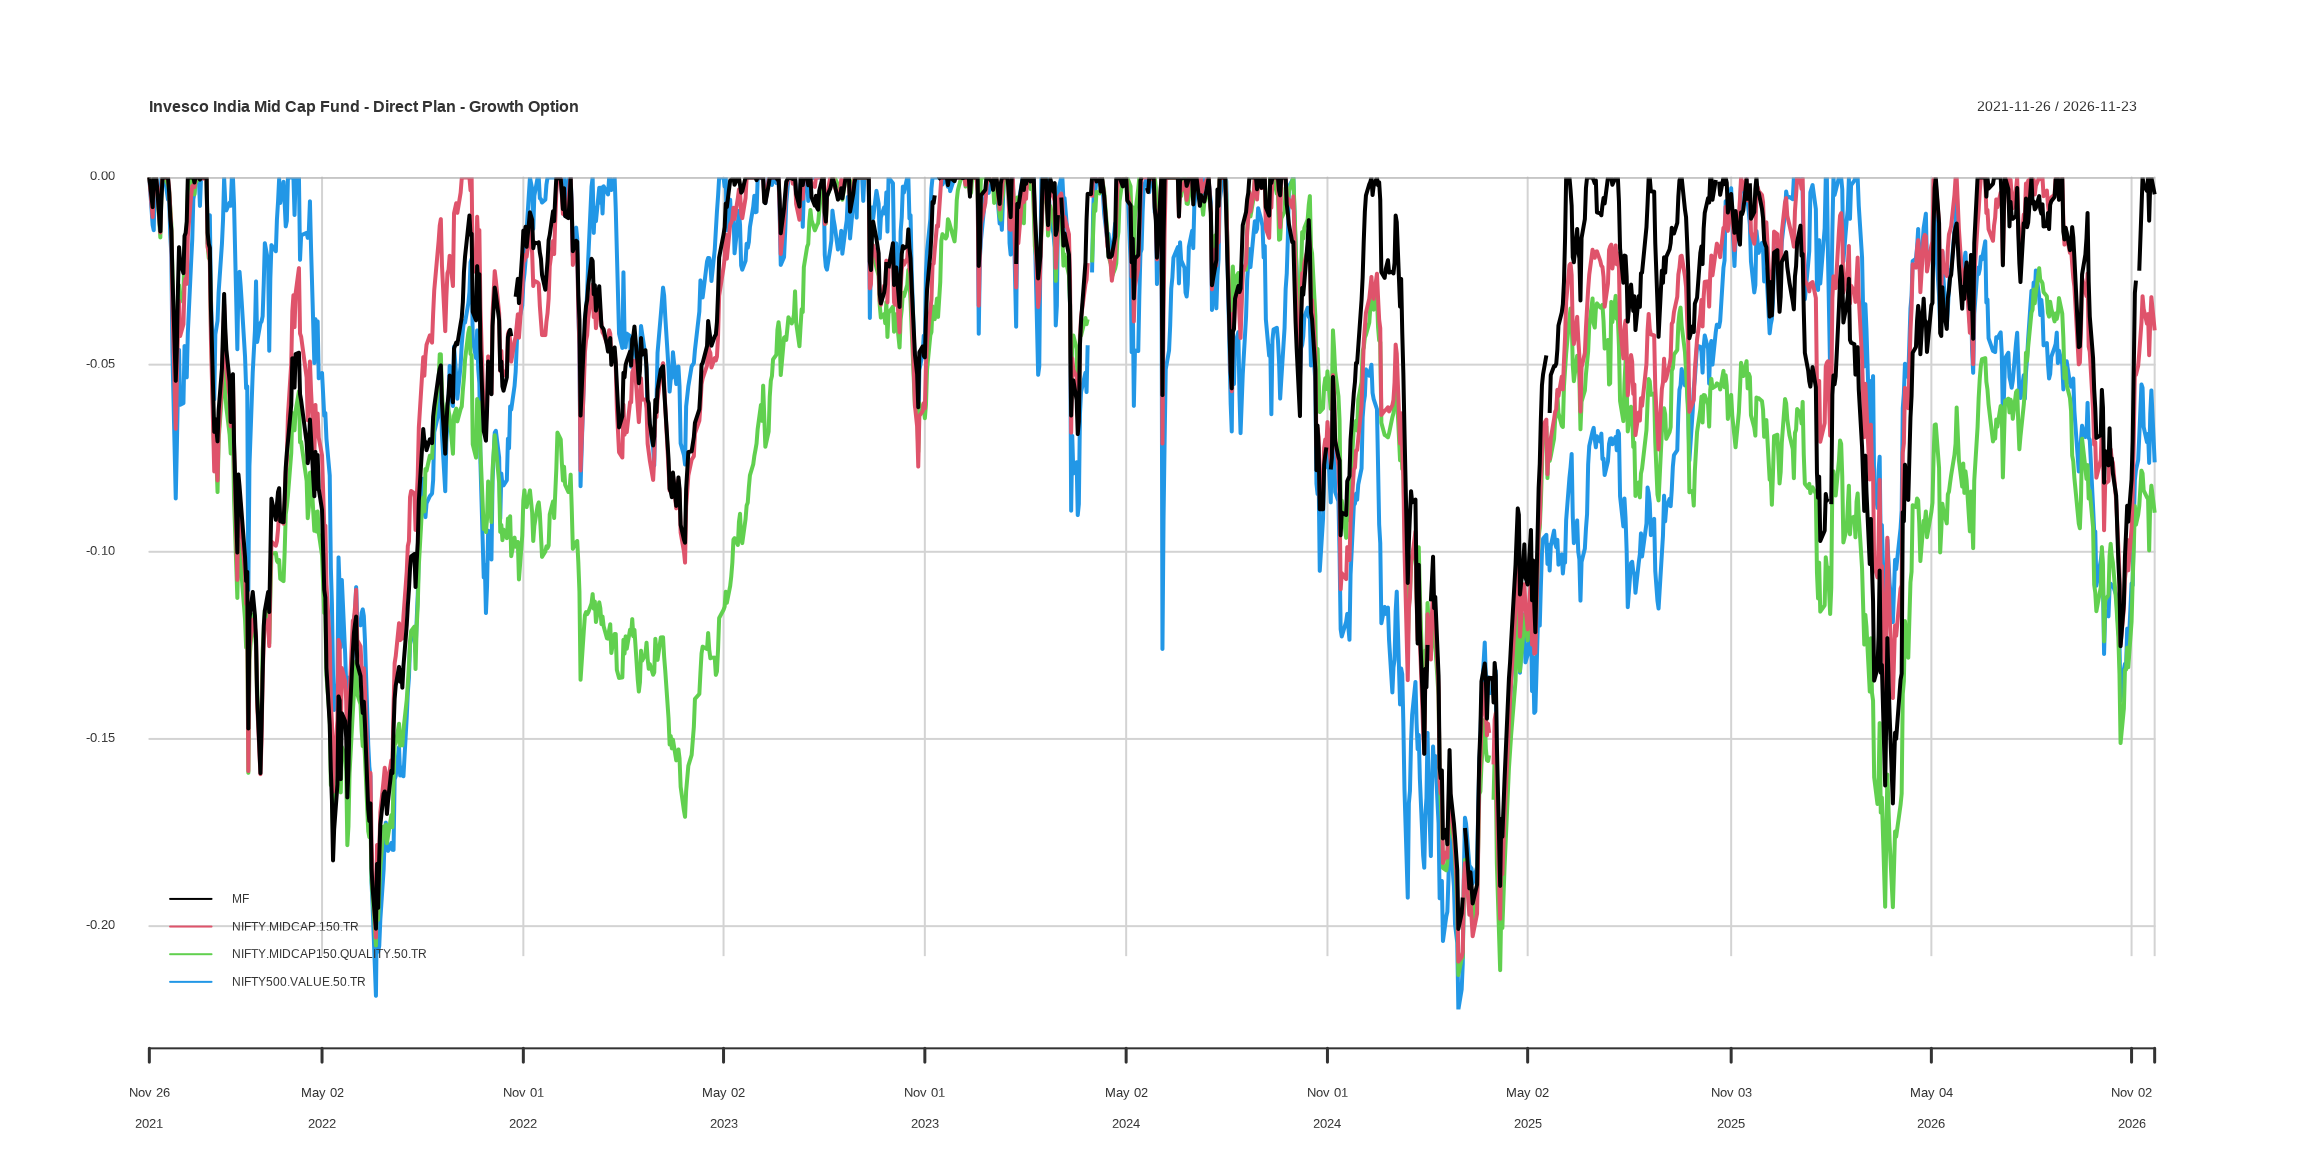 Invesco India Mid Cap Fund - Direct Plan - Growth Option
2021-11-26 / 2026-11-23
0.00
-0.05
-0.10
-0.15
-0.20
MF
NIFTY.MIDCAP.150.TR
NIFTY.MIDCAP150.QUALITY.50.TR
NIFTY500.VALUE.50.TR
Nov 26 May 02 Nov 01 May 02 Nov 01 May 02 Nov 01 May 02 Nov 03 May 04 Nov 02
2021 2022 2022 2023 2023 2024 2024 2025 2025 2026 2026